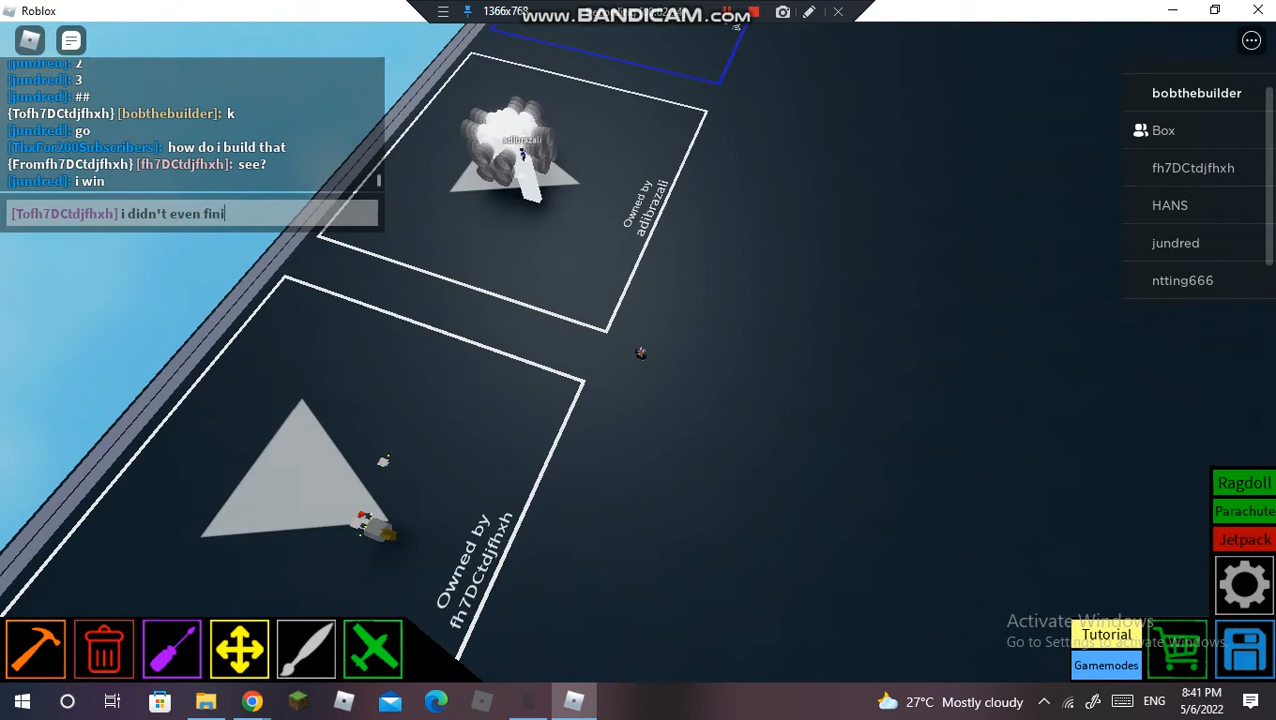 Roblox
1366x768
www.BANDICAM.com
[jundred]: 2
[jundred]: 3
[jundred]: ##
{Tofh7DCtdjfhxh} [bobthebuilder]: k
[jundred]: go
[ThxFor200Subscribers]: how do i build that
{Fromfh7DCtdjfhxh} [fh7DCtdjfhxh]: see?
[jundred]: i win
[Tofh7DCtdjfhxh] i didn't even fini
adibrazali
Owned by
adibrazali
Owned by
fh7DCtdjfhxh
bobthebuilder
Box
fh7DCtdjfhxh
HANS
jundred
ntting666
Ragdoll
Parachute
Jetpack
Activate Windows
Go to Settings to activate Windows.
Tutorial
Gamemodes
27°C Mostly cloudy
ENG
8:41 PM
5/6/2022